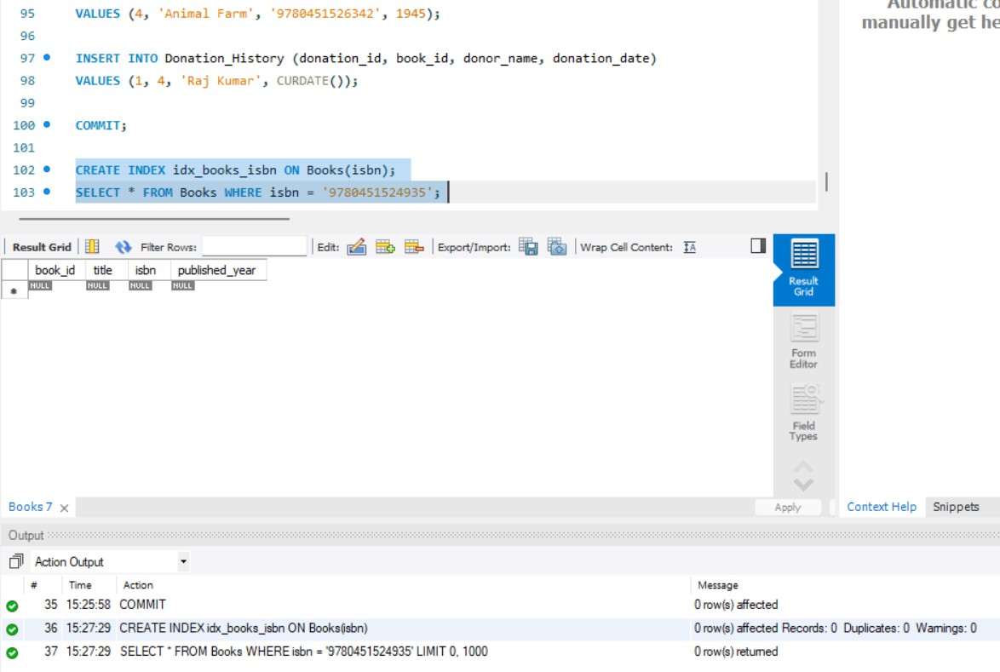 95 VALUES (4, 'Animal Farm', '9780451526342', 1945);
96
97 INSERT INTO Donation_History (donation_id, book_id, donor_name, donation_date)
98 VALUES (1, 4, 'Raj Kumar', CURDATE());
99
100 COMMIT;
101
102 CREATE INDEX idx_books_isbn ON Books(isbn);
103 SELECT * FROM Books WHERE isbn = '9780451524935';
Automatic co
manually get he
Result Grid Filter Rows: Edit: Export/Import: Wrap Cell Content: IA
book_id title isbn published_year
* NULL NULL NULL NULL
Result
Grid
Form
Editor
Field
Types
Books 7 × Apply
Context Help Snippets
Output
Action Output
# Time Action Message
35 15:25:58 COMMIT 0 row(s) affected
36 15:27:29 CREATE INDEX idx_books_isbn ON Books(isbn) 0 row(s) affected Records: 0 Duplicates: 0 Warnings: 0
37 15:27:29 SELECT * FROM Books WHERE isbn = '9780451524935' LIMIT 0, 1000 0 row(s) returned